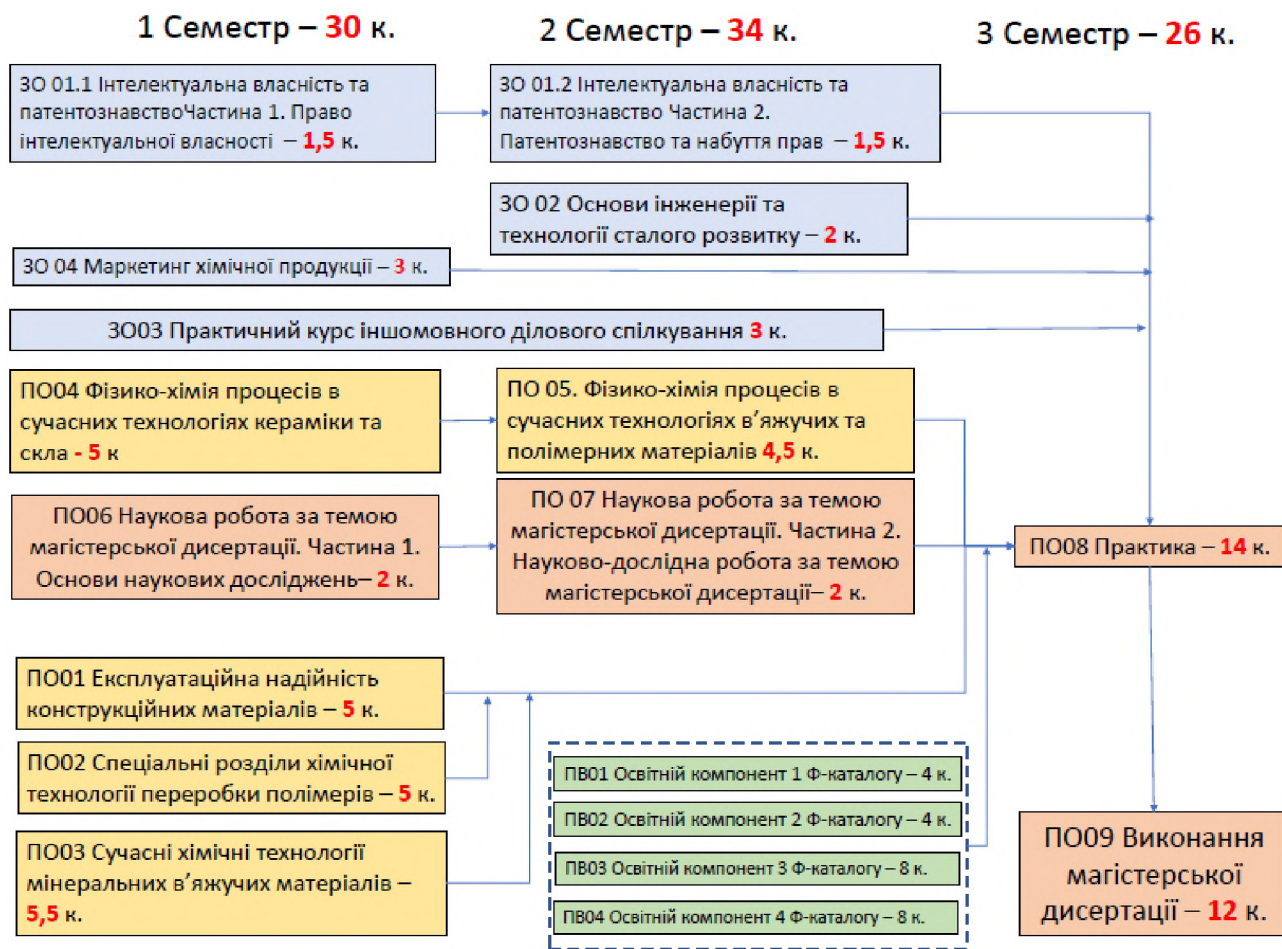 1 Семестр – 30 к.
2 Семестр – 34 к.
3 Семестр – 26 к.
ЗО 01.1 Інтелектуальна власність та
патентознавствоЧастина 1. Право
інтелектуальної власності – 1,5 к.
ЗО 01.2 Інтелектуальна власність та
патентознавство Частина 2.
Патентознавство та набуття прав – 1,5 к.
ЗО 02 Основи інженерії та
технології сталого розвитку – 2 к.
ЗО 04 Маркетинг хімічної продукції – 3 к.
ЗО03 Практичний курс іншомовного ділового спілкування 3 к.
ПО04 Фізико-хімія процесів в
сучасних технологіях кераміки та
скла - 5 к
ПО 05. Фізико-хімія процесів в
сучасних технологіях в’яжучих та
полімерних матеріалів 4,5 к.
ПО06 Наукова робота за темою
магістерської дисертації. Частина 1.
Основи наукових досліджень– 2 к.
ПО 07 Наукова робота за темою
магістерської дисертації. Частина 2.
Науково-дослідна робота за темою
магістерської дисертації– 2 к.
ПО08 Практика – 14 к.
ПО01 Експлуатаційна надійність
конструкційних матеріалів – 5 к.
ПО02 Спеціальні розділи хімічної
технології переробки полімерів – 5 к.
ПО03 Сучасні хімічні технології
мінеральних в’яжучих матеріалів –
5,5 к.
ПВ01 Освітній компонент 1 Ф-каталогу – 4 к.
ПВ02 Освітній компонент 2 Ф-каталогу – 4 к.
ПВ03 Освітній компонент 3 Ф-каталогу – 8 к.
ПВ04 Освітній компонент 4 Ф-каталогу – 8 к.
ПО09 Виконання
магістерської
дисертації – 12 к.